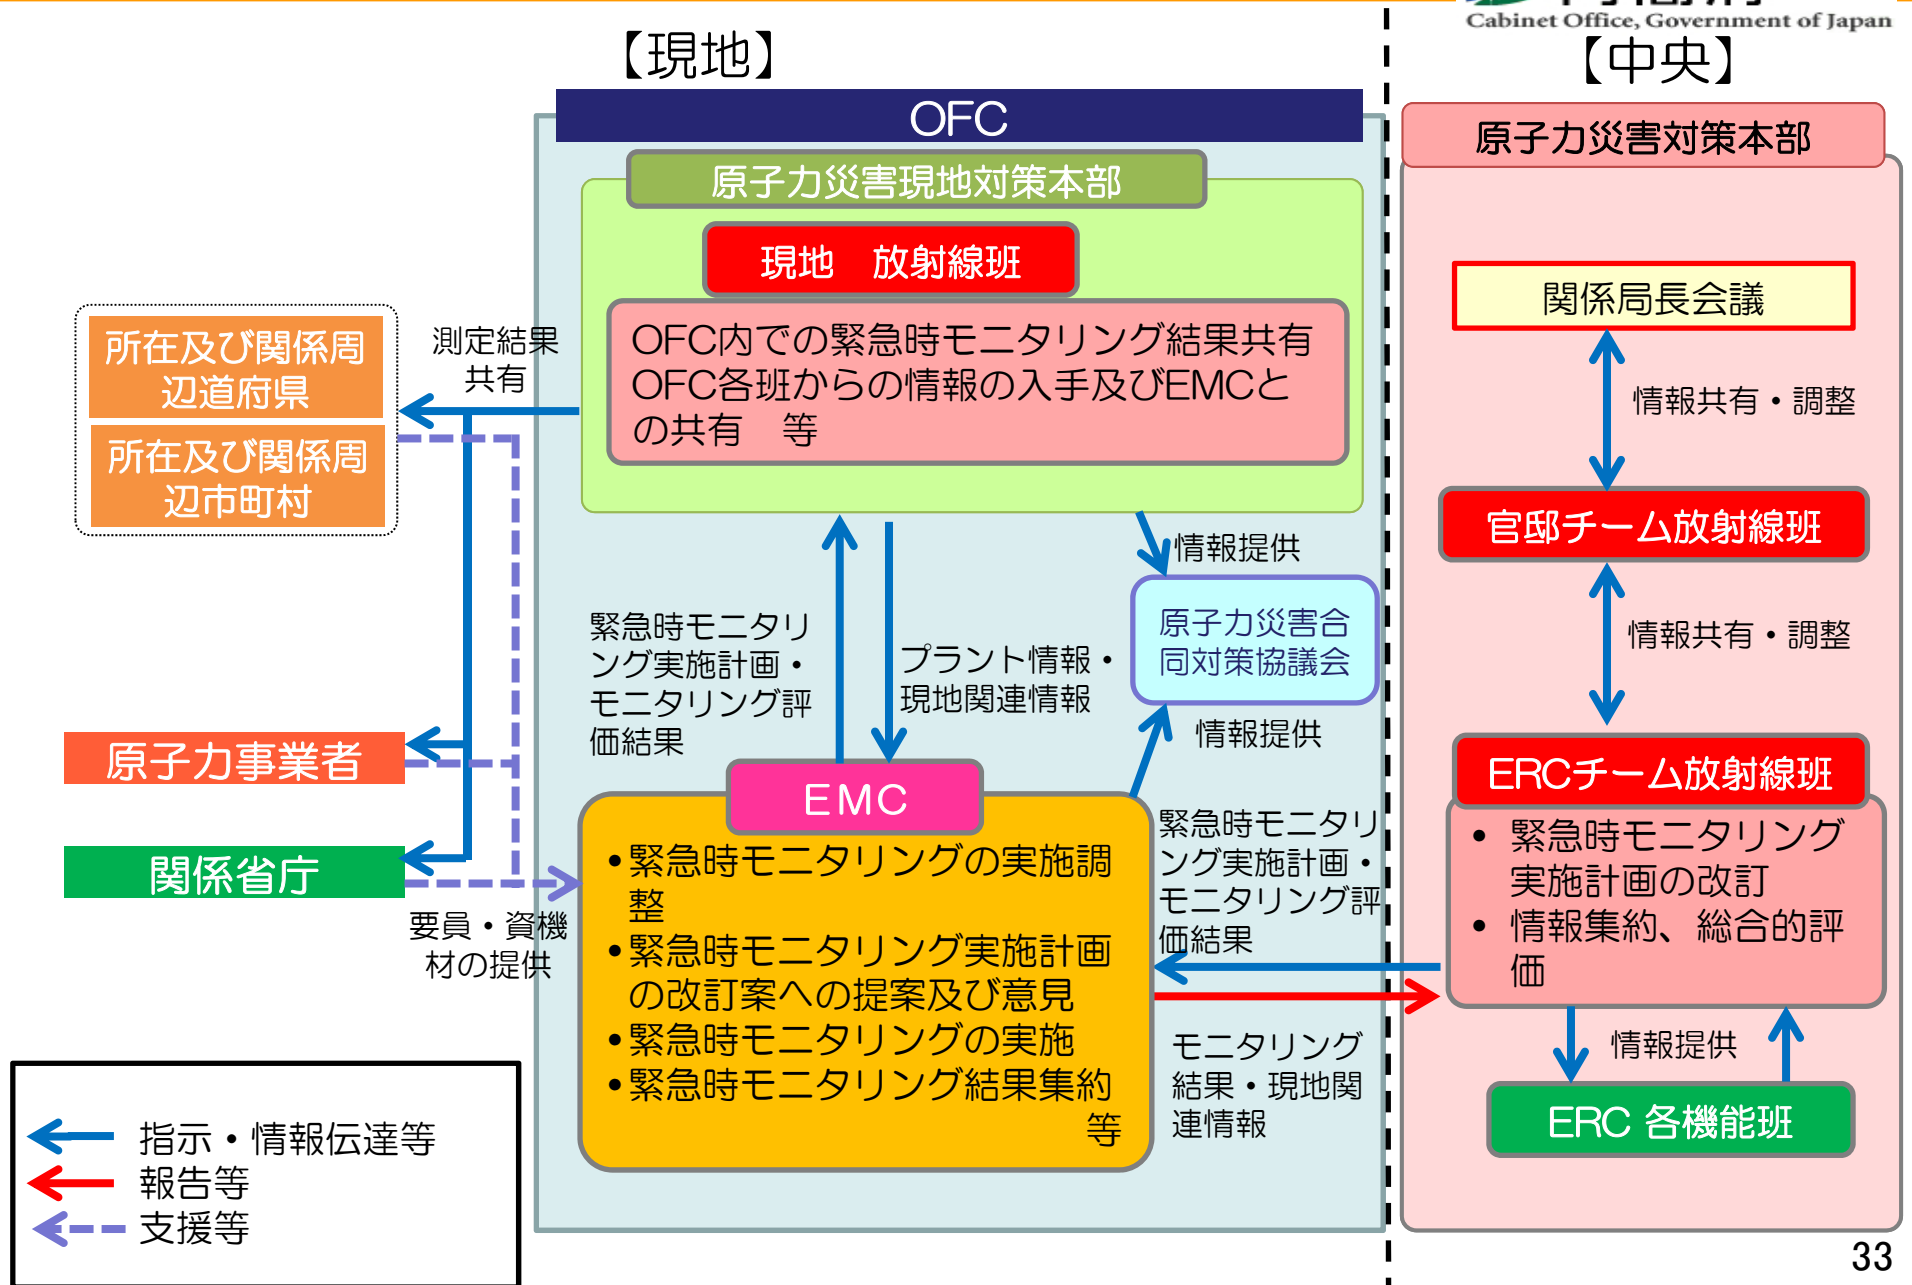 Cabinet Office, Government of Japan
【現地】
【中央】
OFC
原子力災害現地対策本部
現地　放射線班
OFC内での緊急時モニタリング結果共有
OFC各班からの情報の入手及びEMCと
の共有　等
所在及び関係周
辺道府県
所在及び関係周
辺市町村
測定結果
共有
原子力事業者
関係省庁
要員・資機
材の提供
緊急時モニタリ
ング実施計画・
モニタリング評
価結果
プラント情報・
現地関連情報
情報提供
原子力災害合
同対策協議会
情報提供
EMC
•緊急時モニタリングの実施調
整
•緊急時モニタリング実施計画
の改訂案への提案及び意見
•緊急時モニタリングの実施
•緊急時モニタリング結果集約
等
緊急時モニタリ
ング実施計画・
モニタリング評
価結果
モニタリング
結果・現地関
連情報
原子力災害対策本部
関係局長会議
情報共有・調整
官邸チーム放射線班
情報共有・調整
ERCチーム放射線班
• 緊急時モニタリング
実施計画の改訂
• 情報集約、総合的評
価
情報提供
ERC 各機能班
指示・情報伝達等
報告等
支援等
33